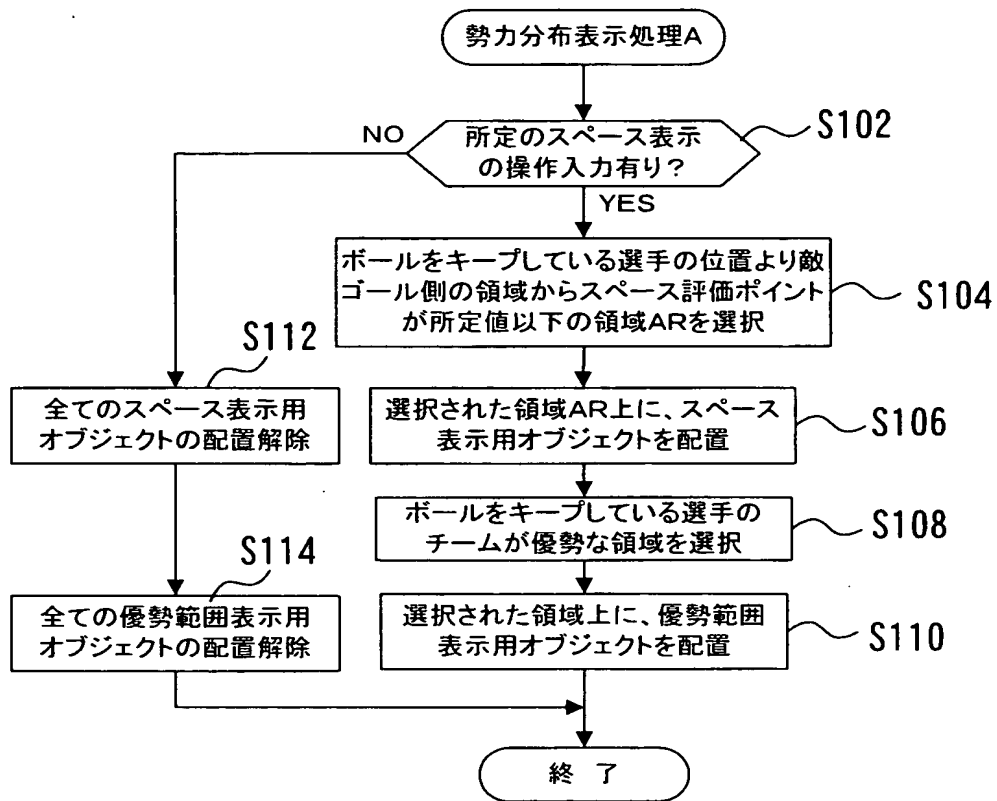 勢力分布表示処理A
所定のスペース表示
の操作入力有り?
S102
NO
YES
ボールをキープしている選手の位置より敵
ゴール側の領域からスペース評価ポイント
が所定値以下の領域ARを選択
S104
S112
全てのスペース表示用
オブジェクトの配置解除
選択された領域AR上に、スペース
表示用オブジェクトを配置
S106
ボールをキープしている選手の
チームが優勢な領域を選択
S108
S114
全ての優勢範囲表示用
オブジェクトの配置解除
選択された領域上に、優勢範囲
表示用オブジェクトを配置
S110
終了